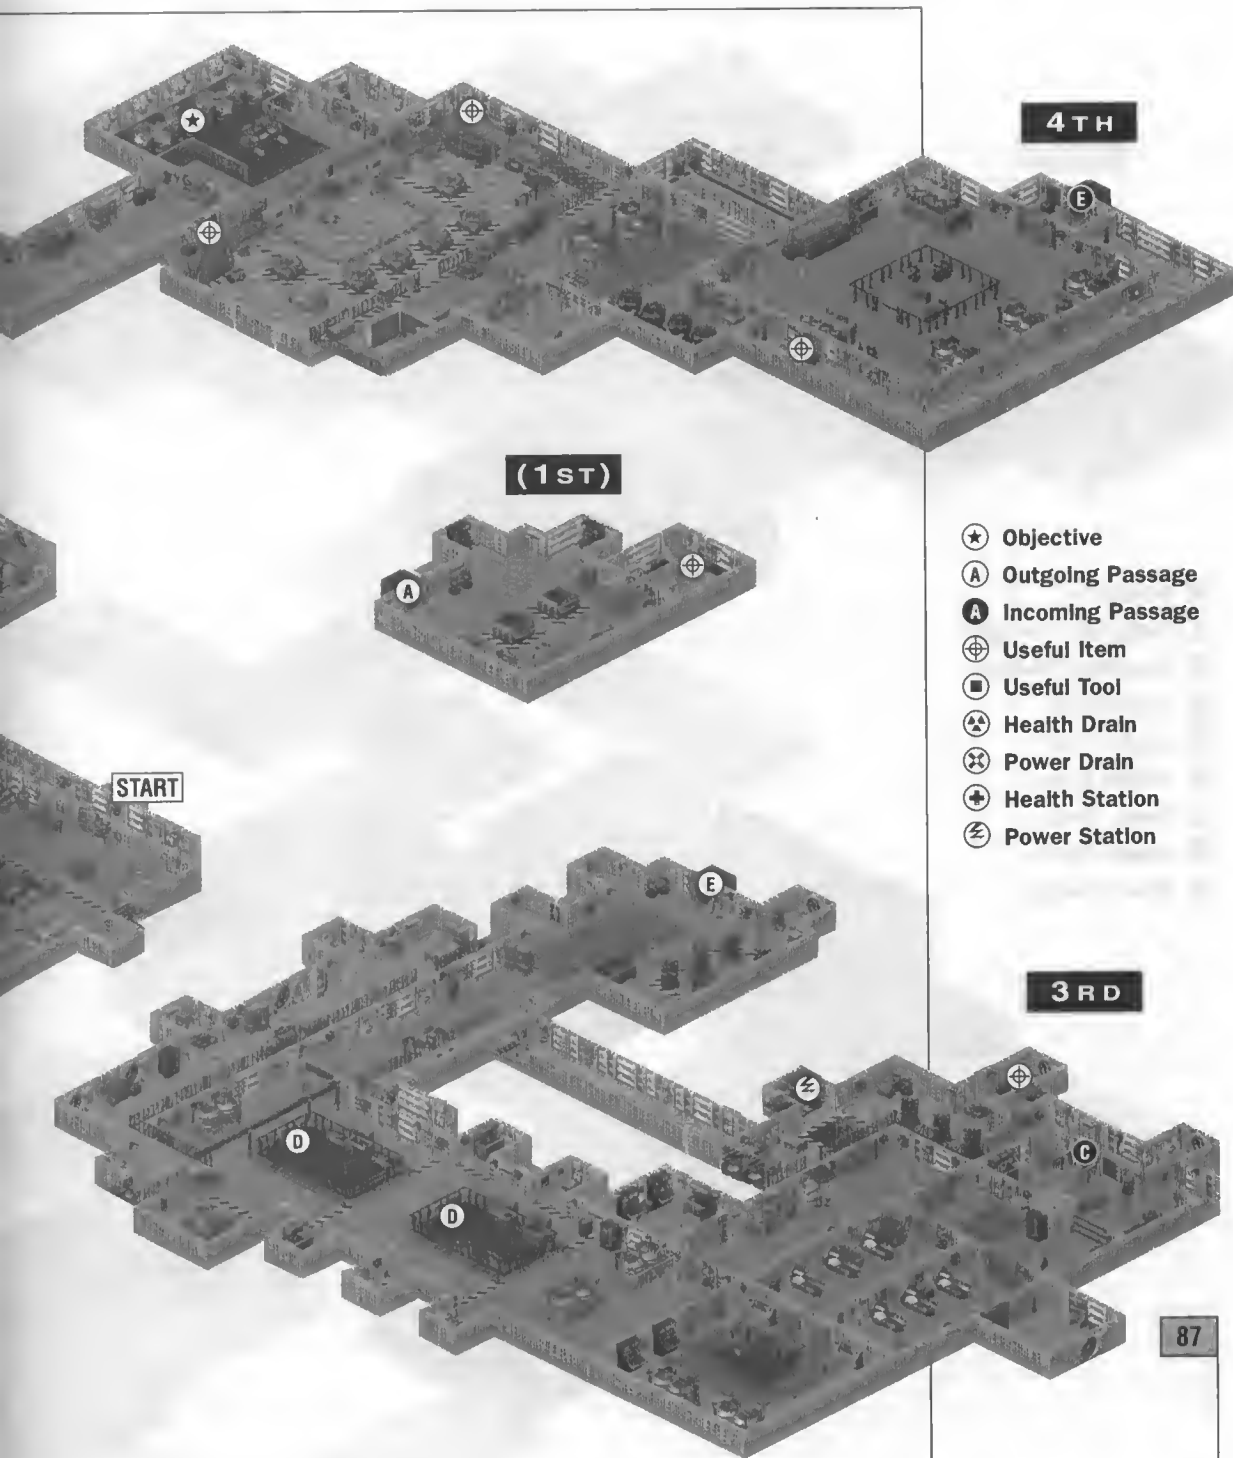 4TH
E
(1ST)
A
Objective
A Outgoing Passage
A Incoming Passage
Useful Item
Useful Tool
Health Drain
Power Drain
Health Station
Power Station
START
E
3RD
C
D
D
87